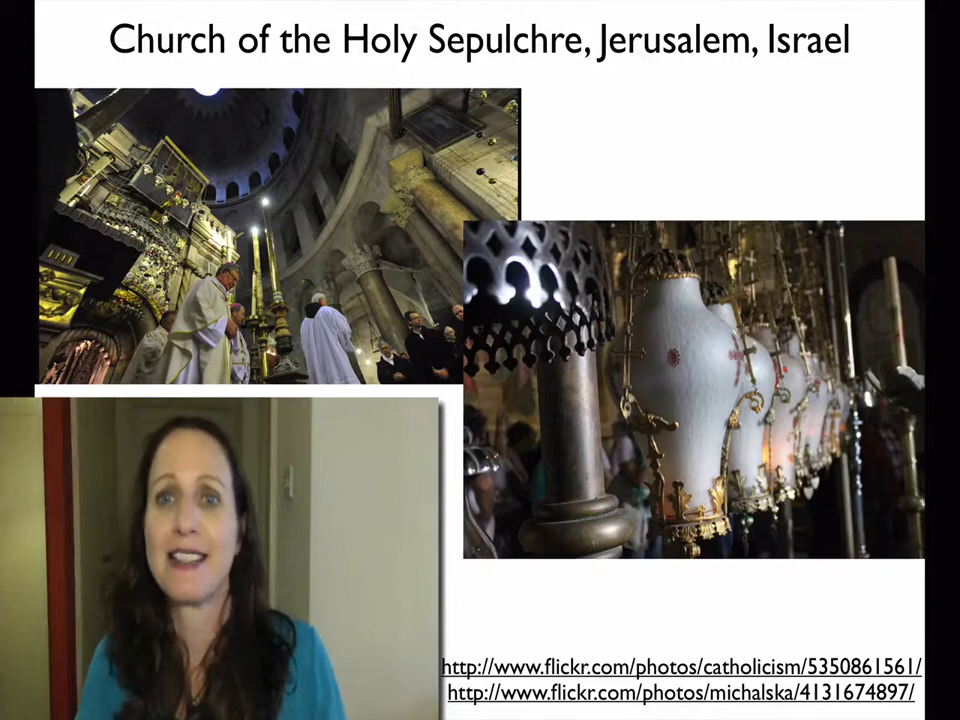 Church of the Holy Sepulchre, Jerusalem, Israel
http://www.flickr.com/photos/catholicism/5350861561/
http://www.flickr.com/photos/michalska/4131674897/